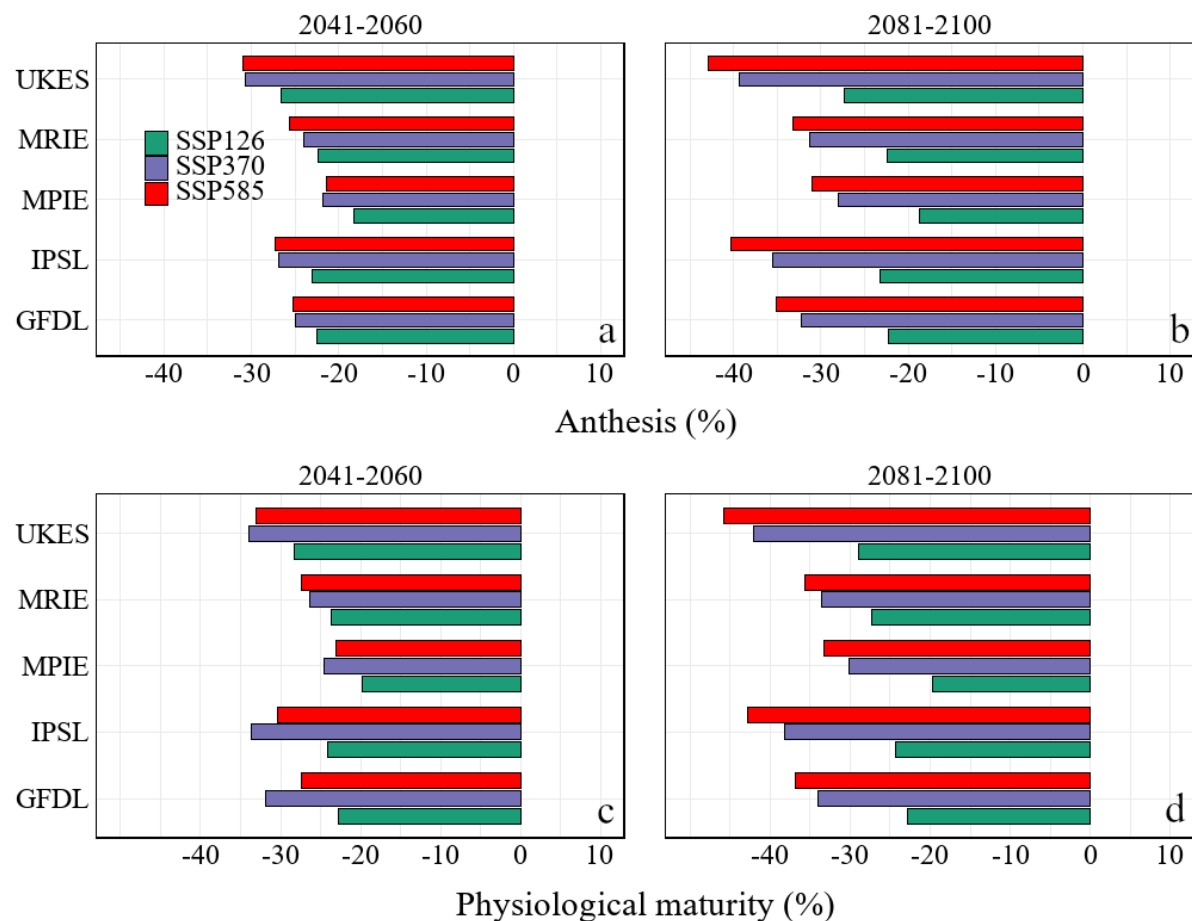 2041-2060
2081-2100
UKES
MRIE
MPIE
IPSL
GFDL
SSP126
SSP370
SSP585
a
b
-40 -30 -20 -10 0 10
-40 -30 -20 -10 0 10
Anthesis (%)
2041-2060
2081-2100
UKES
MRIE
MPIE
IPSL
GFDL
c
d
-40 -30 -20 -10 0 10
-40 -30 -20 -10 0 10
Physiological maturity (%)